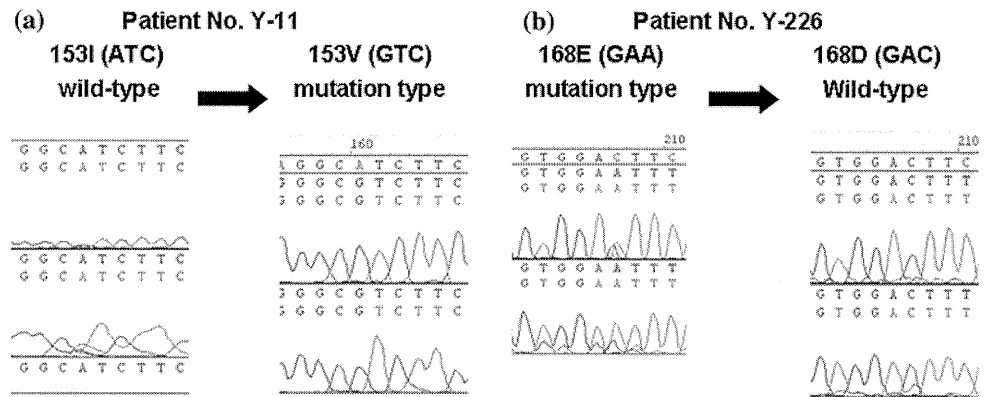 (a) Patient No. Y-11
153I (ATC)
wild-type
153V (GTC)
mutation type
G G C A T C T T C
G G C A T C T T C
G G C A T C T T C
G G C A T C T T C
G G C A T C T T C
160
A G G C A T C T T C
G G G C G T C T T C
G G G C G T C T T C
G G G C G T C T T C
G G G C G T C T T C
(b) Patient No. Y-226
168E (GAA)
mutation type
168D (GAC)
Wild-type
210
G T G G A C T T C
G T G G A A T T T
G T G G A A T T T
G T G G A A T T T
G T G G A A T T T
210
G T G G A C T T C
G T G G A C T T T
G T G G A C T T T
G T G G A C T T T
G T G G A C T T T